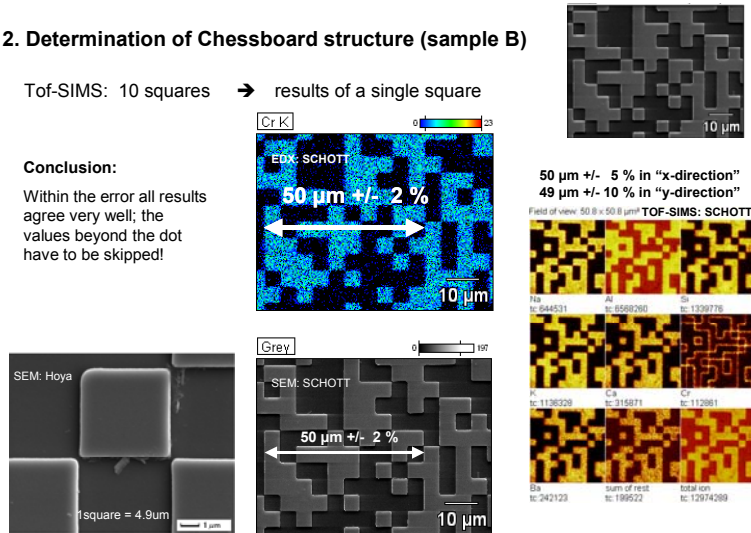 2. Determination of Chessboard structure (sample B)
Tof-SIMS: 10 squares ➔ results of a single square
Conclusion:
Within the error all results
agree very well; the
values beyond the dot
have to be skipped!
Cr K
0 23
EDX: SCHOTT
50 µm +/- 2 %
10 µm
10 µm
50 µm +/- 5 % in “x-direction”
49 µm +/- 10 % in “y-direction”
Field of view: 50.8 x 50.8 µm² TOF-SIMS: SCHOTT
Na Al Si
tc: 644531 tc: 6568260 tc: 1339776
K Ca Cr
tc: 1136328 tc: 315871 tc: 112861
Ba sum of rest total ion
tc: 242123 tc: 199522 tc: 12974289
SEM: Hoya
1square = 4.9um
1 µm
Grey
0 197
SEM: SCHOTT
50 µm +/- 2 %
10 µm